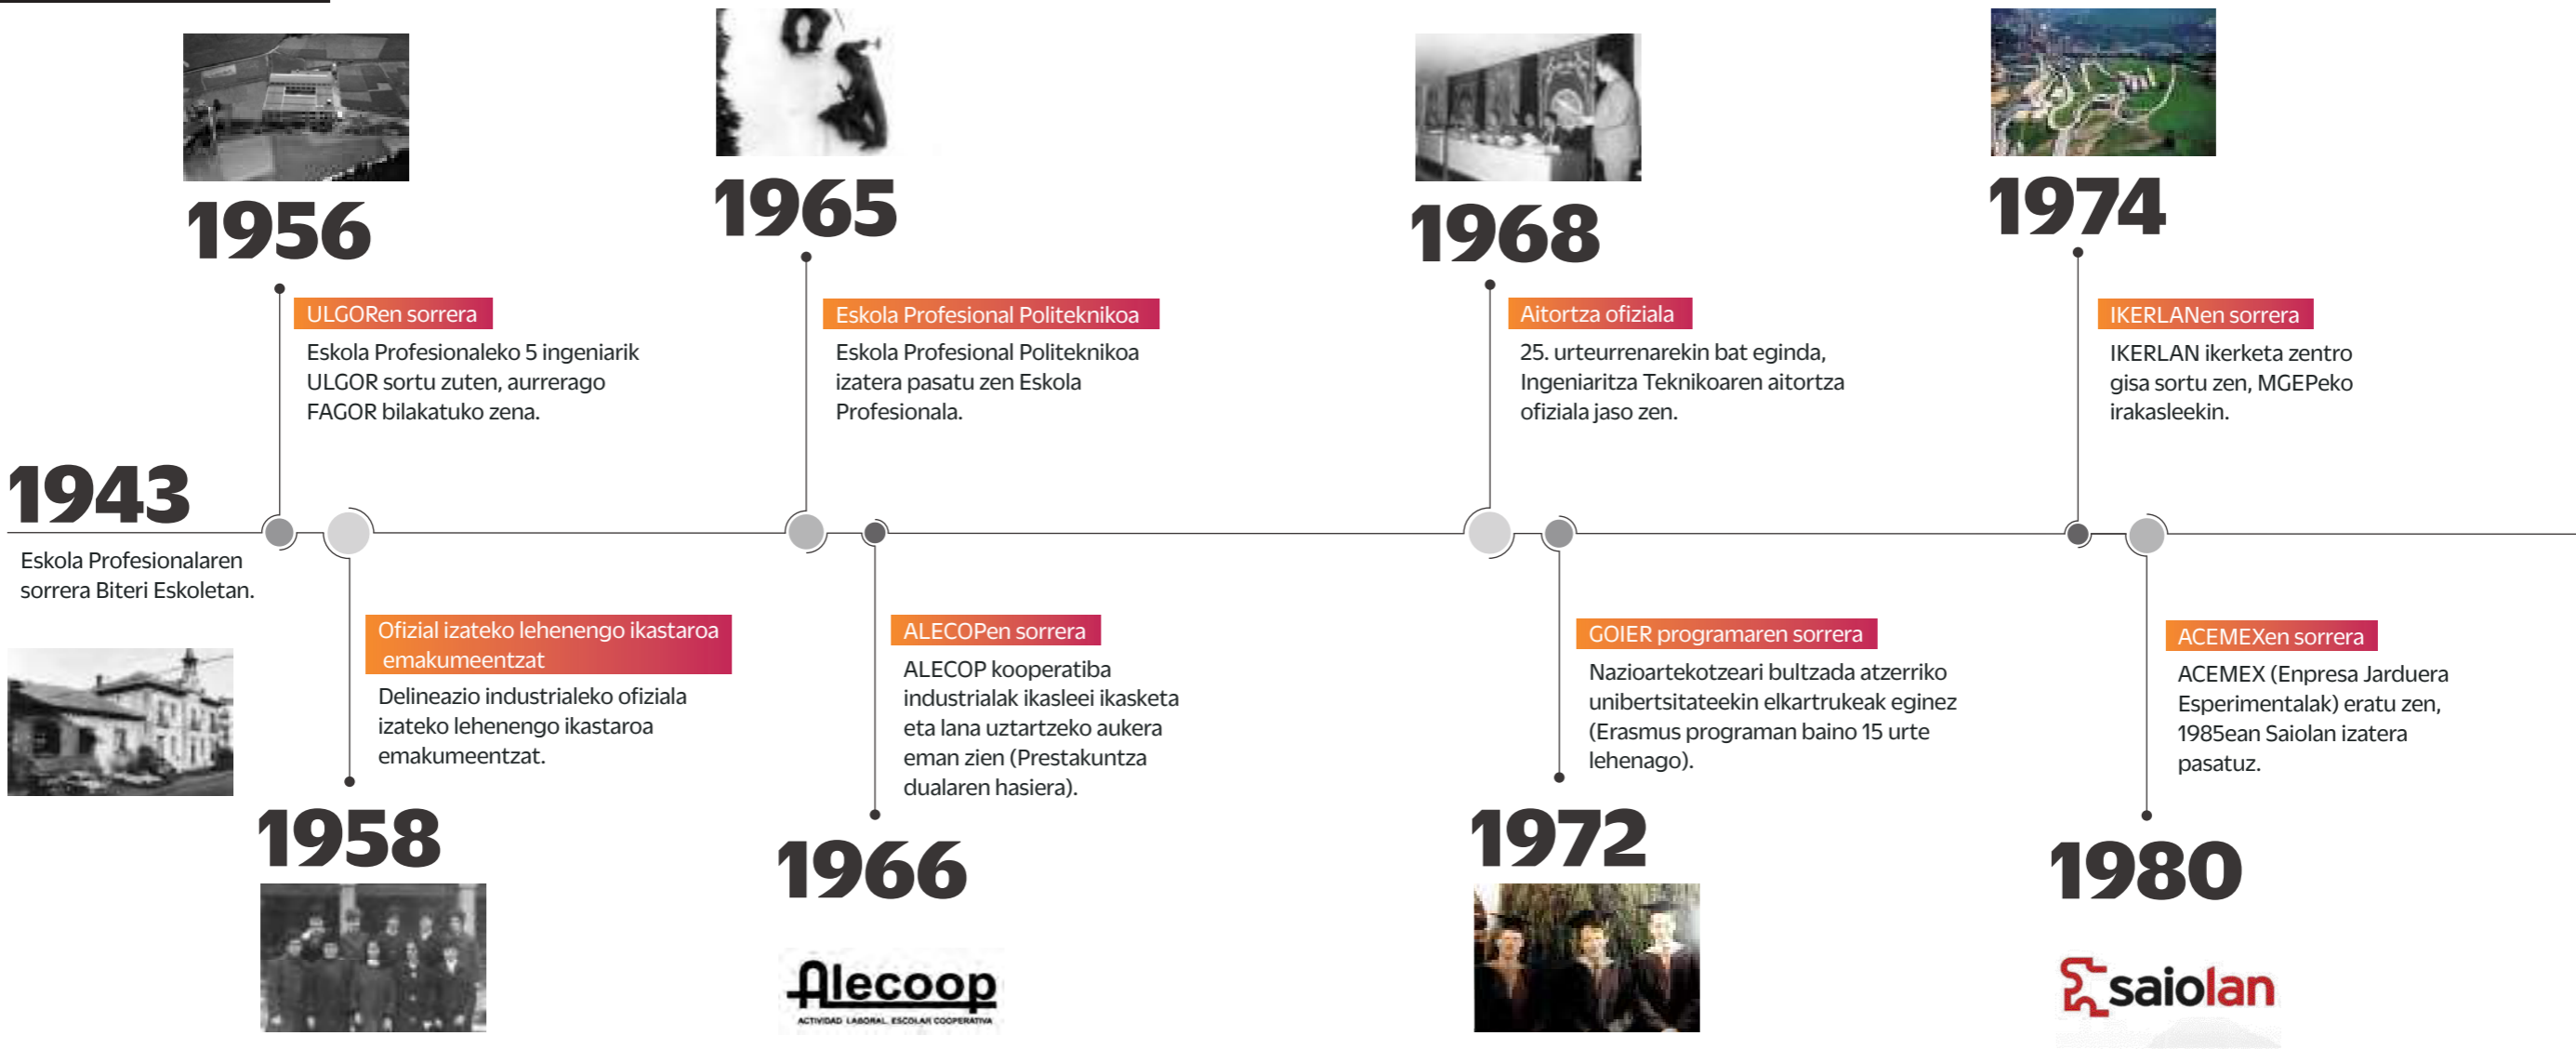 1943
Eskola Profesionalaren
sorrera Biteri Eskoletan.
1956
ULGORen sorrera
Eskola Profesionaleko 5 ingeniarik
ULGOR sortu zuten, aurrerago
FAGOR bilakatuko zena.
Ofizial izateko lehenengo ikastaroa
emakumeentzat
Delineazio industrialeko ofiziala
izateko lehenengo ikastaroa
emakumeentzat.
1958
1965
Eskola Profesional Politeknikoa
Eskola Profesional Politeknikoa
izatera pasatu zen Eskola
Profesionala.
ALECOPen sorrera
ALECOP kooperatiba
industrialak ikasleei ikasketa
eta lana uztartzeko aukera
eman zien (Prestakuntza
dualaren hasiera).
1966
Alecoop
ACTIVIDAD LABORAL ESCOLAR COOPERATIVA
1968
Aitortza ofiziala
25. urteurrenarekin bat eginda,
Ingeniaritza Teknikoaren aitortza
ofiziala jaso zen.
GOIER programaren sorrera
Nazioartekotzeari bultzada atzerriko
unibertsitateekin elkartrukeak eginez
(Erasmus programan baino 15 urte
lehenago).
1972
1974
IKERLANen sorrera
IKERLAN ikerketa zentro
gisa sortu zen, MGEPeko
irakasleekin.
ACEMEXen sorrera
ACEMEX (Enpresa Jarduera
Esperimentalak) eratu zen,
1985ean Saiolan izatera
pasatuz.
1980
saiolan